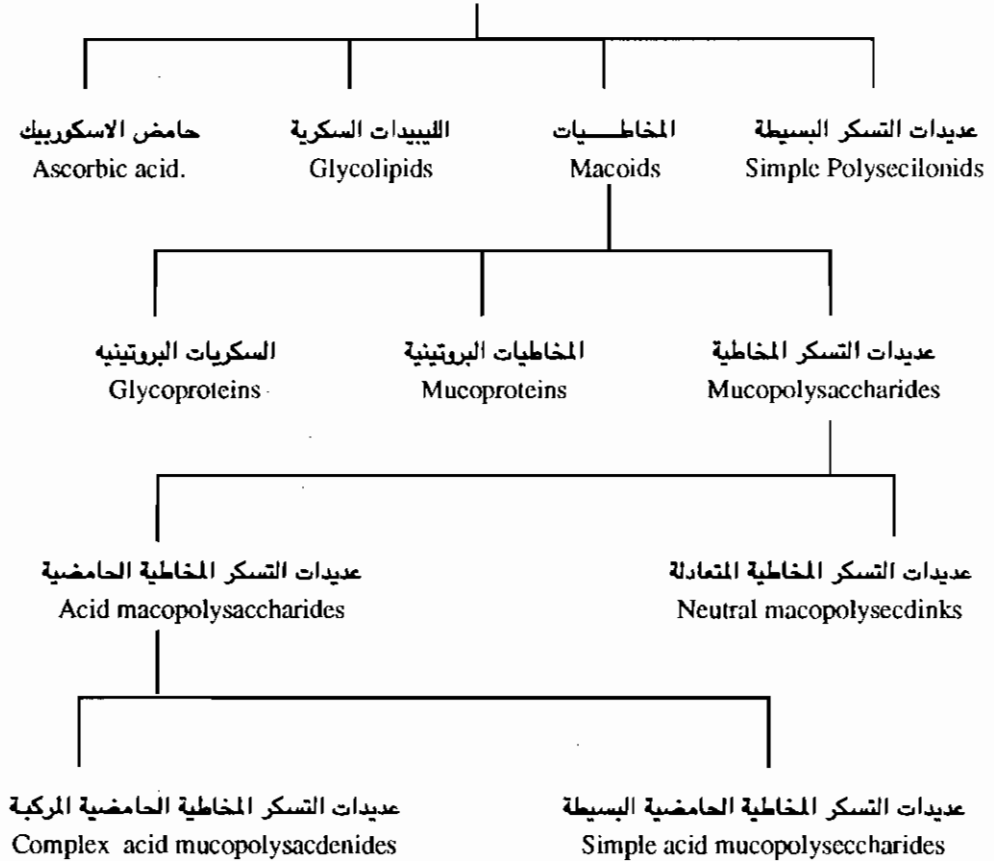 عديدات التسكر البسيطة
Simple Polysecilonids
المخاطــــيات
Macoids
الليبيدات السكرية
Glycolipids
حامض الاسكوربيك
Ascorbic acid.
عديدات التسكر المخاطية
Mucopolysaccharides
المخاطيات البروتينية
Mucoproteins
السكريات البروتينيه
Glycoproteins
عديدات التسكر المخاطية المتعادلة
Neutral macopolysecdinks
عديدات التسكر المخاطية الحامضية
Acid macopolysaccharides
عديدات التسكر المخاطية الحامضية البسيطة
Simple acid mucopolyseccharides
عديدات التسكر المخاطية الحامضية المركبة
Complex acid mucopolysacdenides